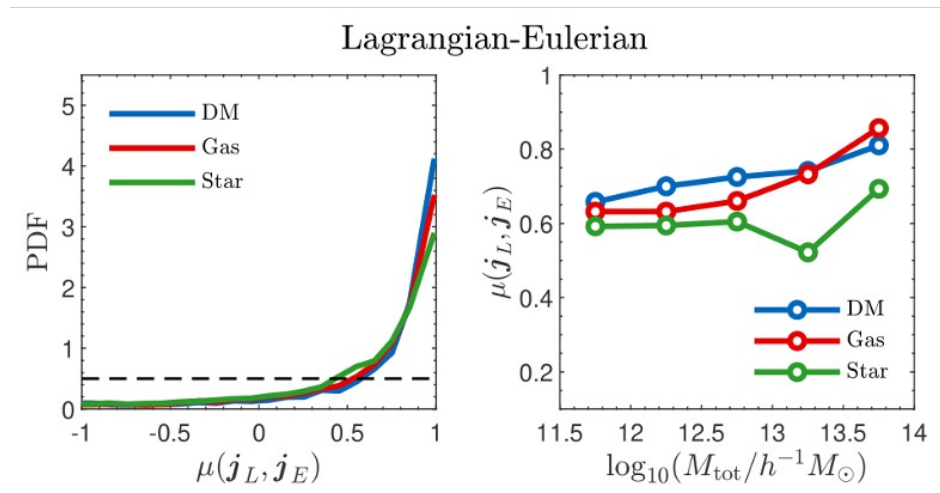 Lagrangian-Eulerian
5
4
3
2
1
0
PDF
DM
Gas
Star
-1 -0.5 0 0.5 1
μ(j_L, j_E)
1
0.8
0.6
0.4
0.2
μ(j_L, j_E)
DM
Gas
Star
11.5 12 12.5 13 13.5 14
log₁₀(M_tot/h⁻¹M_⊙)